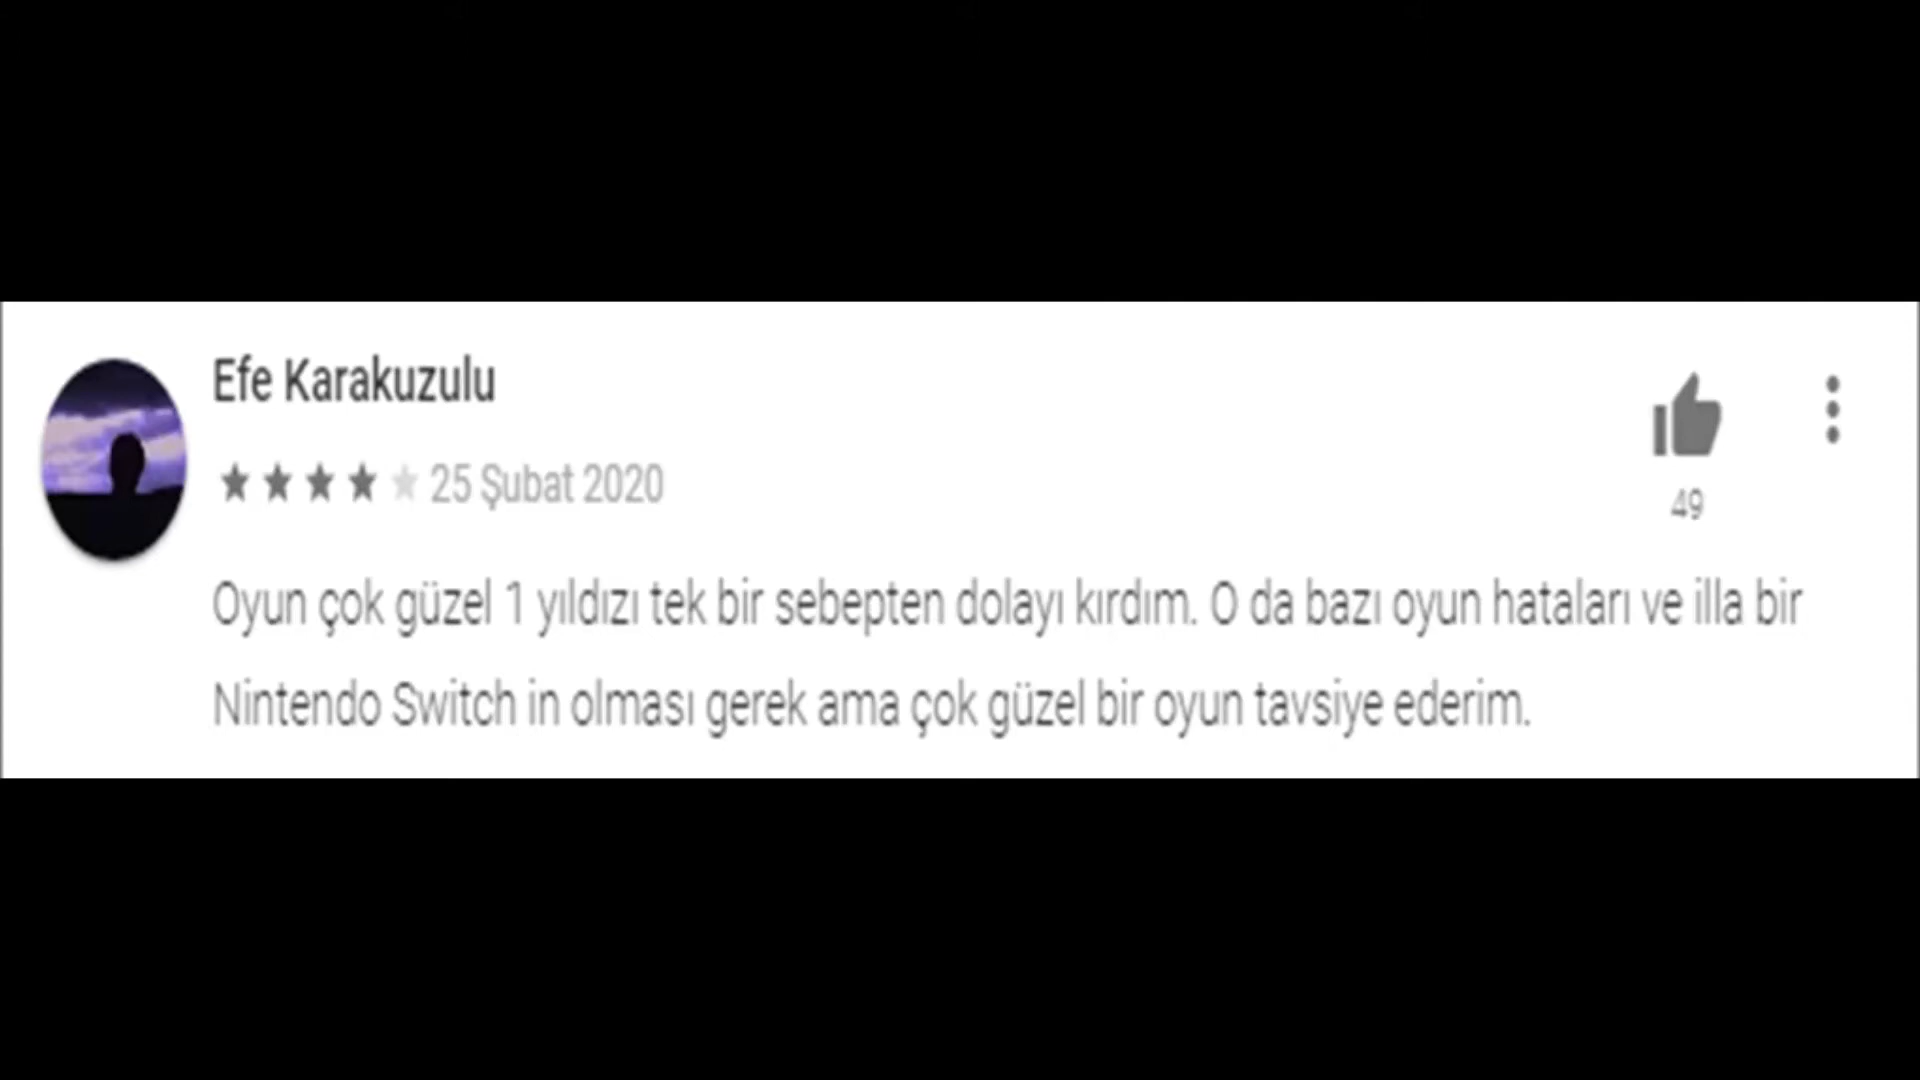 Efe Karakuzulu
25 Şubat 2020
49
Oyun çok güzel 1 yıldızı tek bir sebepten dolayı kırdım. O da bazı oyun hataları ve illa bir
Nintendo Switch in olması gerek ama çok güzel bir oyun tavsiye ederim.